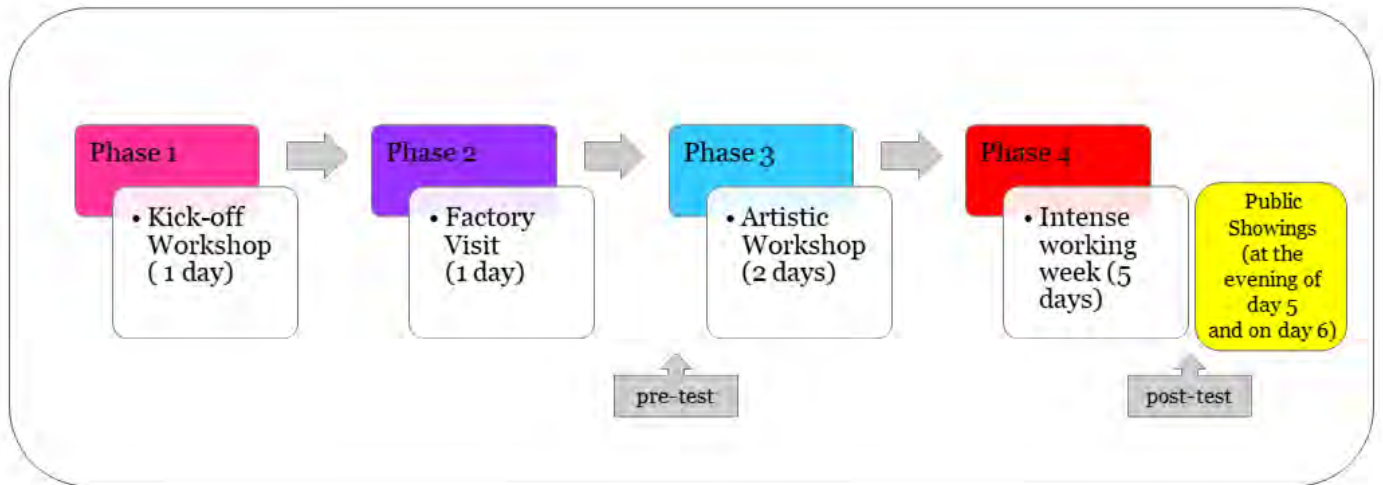 Phase 1
• Kick-off
Workshop
( 1 day)
Phase 2
• Factory
Visit
(1 day)
Phase 3
• Artistic
Workshop
(2 days)
Phase 4
• Intense
working
week (5
days)
Public
Showings
(at the
evening of
day 5
and on day 6)
pre-test
post-test